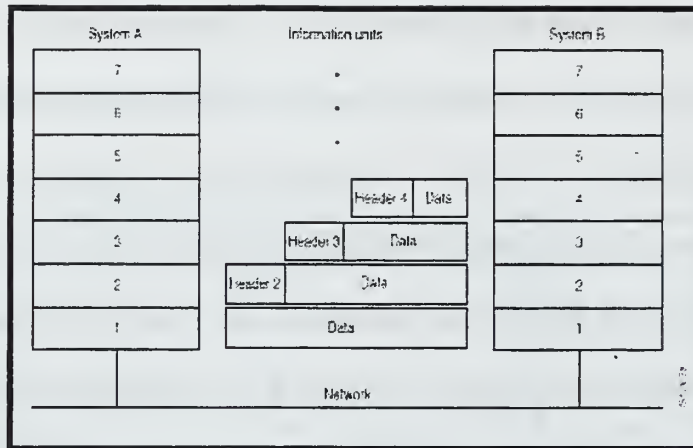 System A Information units System B
7 7
6 6
5 5
4 Header 4 Data 4
3 Header 3 Data 3
2 Header 2 Data 2
1 Data 1
Network